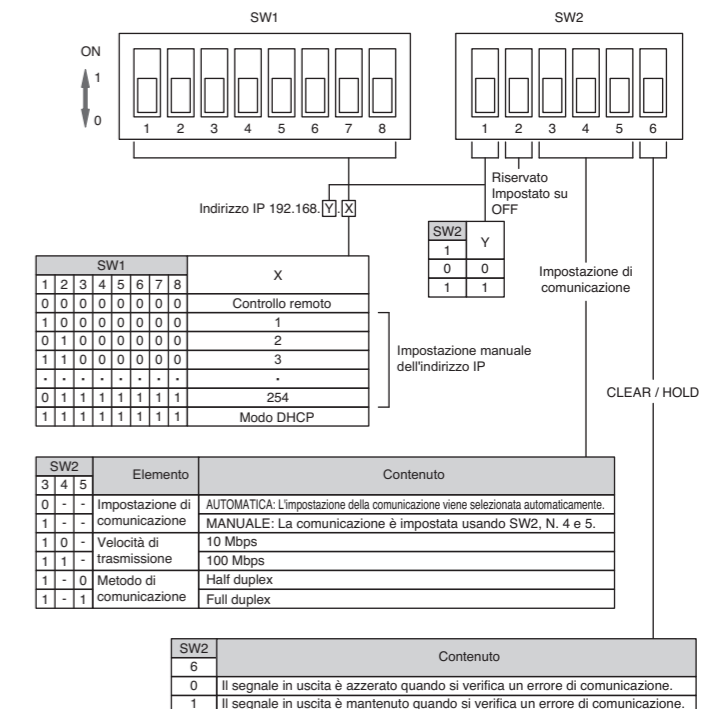 SW1
SW2
ON
1
0
1 2 3 4 5 6 7 8
1 2 3 4 5 6
Indirizzo IP 192.168.Y.X
Riservato
Impostato su
OFF
SW2 Y
1
0 0
1 1
Impostazione di
comunicazione
CLEAR / HOLD
SW1 X
1 2 3 4 5 6 7 8
0 0 0 0 0 0 0 0 Controllo remoto
1 0 0 0 0 0 0 0 1
0 1 0 0 0 0 0 0 2
1 1 0 0 0 0 0 0 3
· · · · · · · · ·
0 1 1 1 1 1 1 1 254
1 1 1 1 1 1 1 1 Modo DHCP
Impostazione manuale
dell'indirizzo IP
SW2 Elemento Contenuto
3 4 5
0 - - Impostazione di AUTOMATICA: L'impostazione della comunicazione viene selezionata automaticamente.
1 - - comunicazione MANUALE: La comunicazione è impostata usando SW2, N. 4 e 5.
1 0 - Velocità di 10 Mbps
1 1 - trasmissione 100 Mbps
1 - 0 Metodo di Half duplex
1 - 1 comunicazione Full duplex
SW2 Contenuto
6
0 Il segnale in uscita è azzerato quando si verifica un errore di comunicazione.
1 Il segnale in uscita è mantenuto quando si verifica un errore di comunicazione.